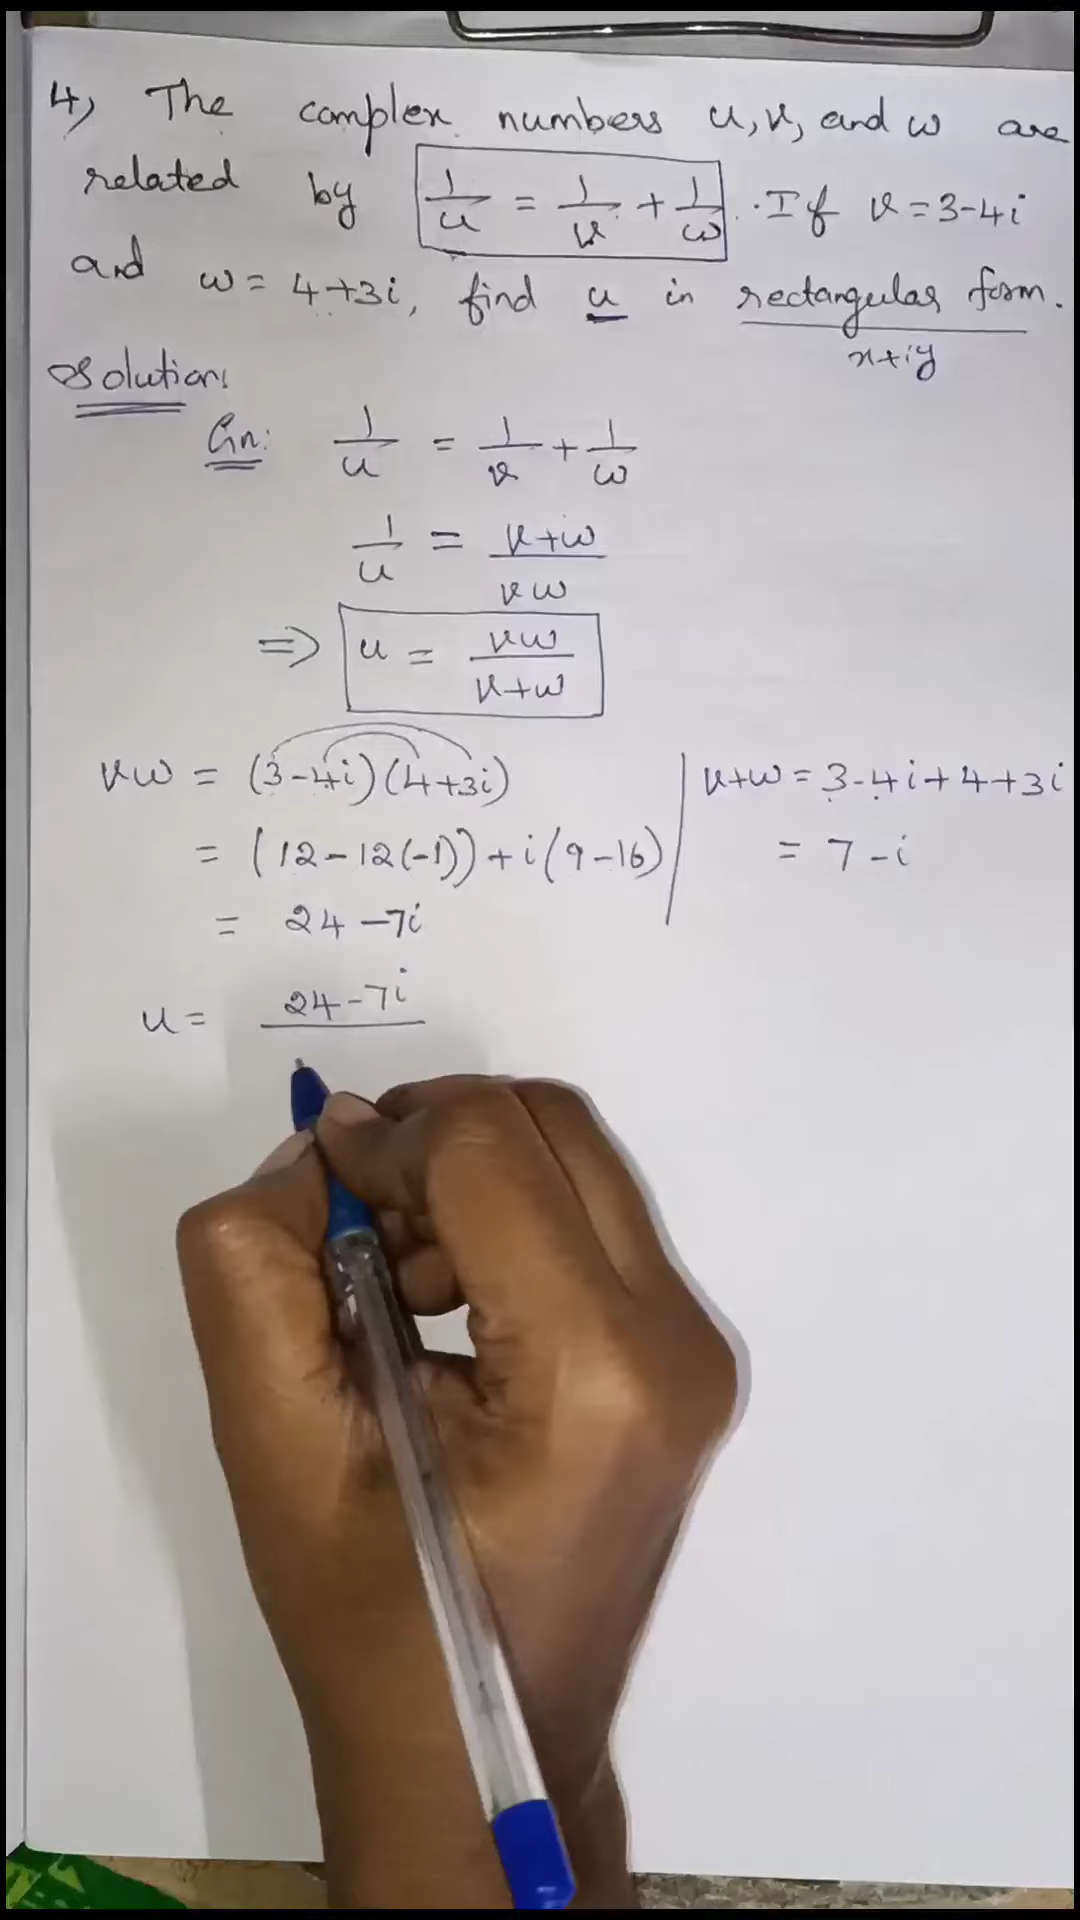 4) The complex numbers u, v, and w are
related by 1/u = 1/v + 1/w . If v = 3-4i
and w = 4+3i, find u in rectangular form.
x+iy
Solution:
Gn: 1/u = 1/v + 1/w
1/u = v+w/vw
=> u = vw/v+w
vw = (3-4i)(4+3i)
= (12-12(-1))+i(9-16)
= 24-7i
v+w = 3-4i+4+3i
= 7-i
u = 24-7i